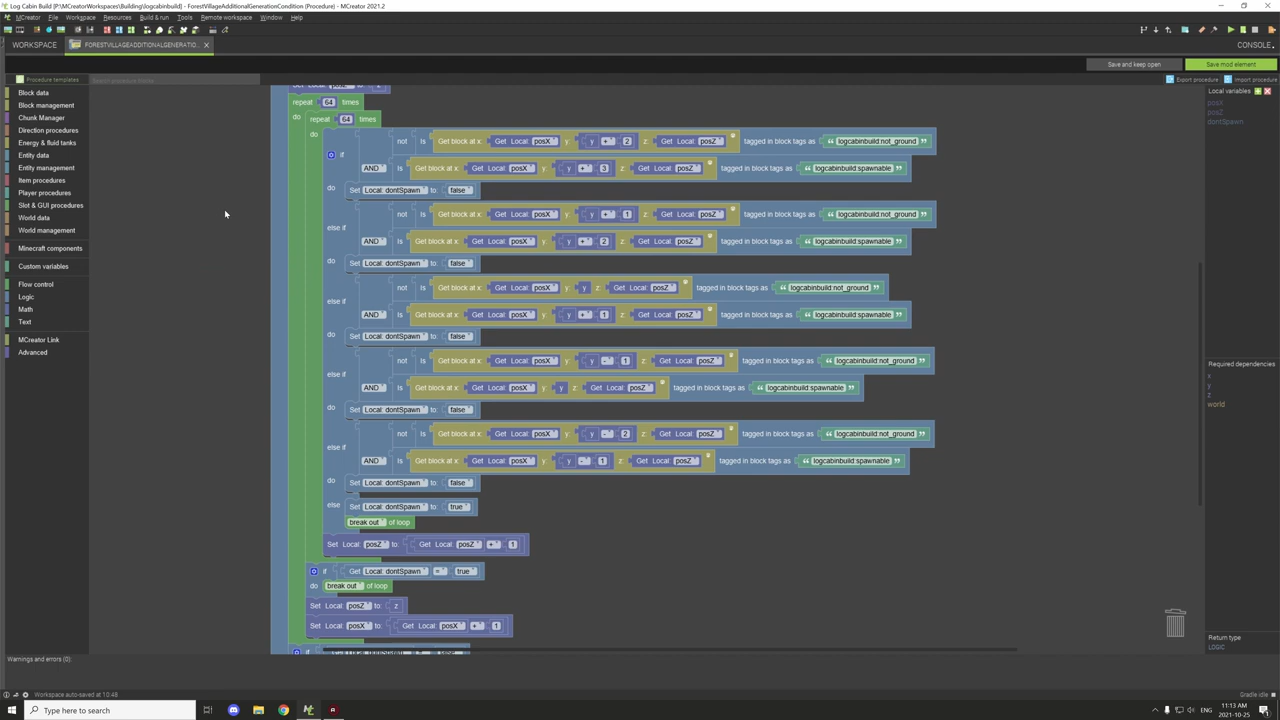 Log Cabin Build [P:\MCreatorWorkspaces\Building\logcabinbuild] - ForestVillageAdditionalGenerationCondition (Procedure) - MCreator 2021.2
MCreator File Workspace Resources Build & run Tools Remote workspace Window Help
WORKSPACE FORESTVILLAGEADDITIONALGENERATIO... CONSOLE
Save and keep open Save mod element
Procedure templates Search procedure blocks Export procedure Import procedure
Block data
Block management
Chunk Manager
Direction procedures
Energy & fluid tanks
Entity data
Entity management
Item procedures
Player procedures
Slot & GUI procedures
World data
World management
Minecraft components
Custom variables
Flow control
Logic
Math
Text
MCreator Link
Advanced
Set Local: posZ to: z
repeat 64 times
do repeat 64 times
do
if not Is Get block at x: Get Local: posX y: y + 2 z: Get Local: posZ tagged in block tags as “ logcabinbuild:not_ground ”
AND Is Get block at x: Get Local: posX y: y + 3 z: Get Local: posZ tagged in block tags as “ logcabinbuild:spawnable ”
do Set Local: dontSpawn to: false
else if not Is Get block at x: Get Local: posX y: y + 1 z: Get Local: posZ tagged in block tags as “ logcabinbuild:not_ground ”
AND Is Get block at x: Get Local: posX y: y + 2 z: Get Local: posZ tagged in block tags as “ logcabinbuild:spawnable ”
do Set Local: dontSpawn to: false
else if not Is Get block at x: Get Local: posX y: y z: Get Local: posZ tagged in block tags as “ logcabinbuild:not_ground ”
AND Is Get block at x: Get Local: posX y: y + 1 z: Get Local: posZ tagged in block tags as “ logcabinbuild:spawnable ”
do Set Local: dontSpawn to: false
else if not Is Get block at x: Get Local: posX y: y - 1 z: Get Local: posZ tagged in block tags as “ logcabinbuild:not_ground ”
AND Is Get block at x: Get Local: posX y: y z: Get Local: posZ tagged in block tags as “ logcabinbuild:spawnable ”
do Set Local: dontSpawn to: false
else if not Is Get block at x: Get Local: posX y: y - 2 z: Get Local: posZ tagged in block tags as “ logcabinbuild:not_ground ”
AND Is Get block at x: Get Local: posX y: y - 1 z: Get Local: posZ tagged in block tags as “ logcabinbuild:spawnable ”
do Set Local: dontSpawn to: false
else Set Local: dontSpawn to: true
break out of loop
Set Local: posZ to: Get Local: posZ + 1
if Get Local: dontSpawn = true
do break out of loop
Set Local: posZ to: z
Set Local: posX to: Get Local: posX + 1
Local variables
posX
posZ
dontSpawn
Required dependencies
x
y
z
world
Return type
LOGIC
Warnings and errors (0):
Workspace auto-saved at 10:48 Gradle idle
Type here to search
ENG
11:13 AM
2021-10-25